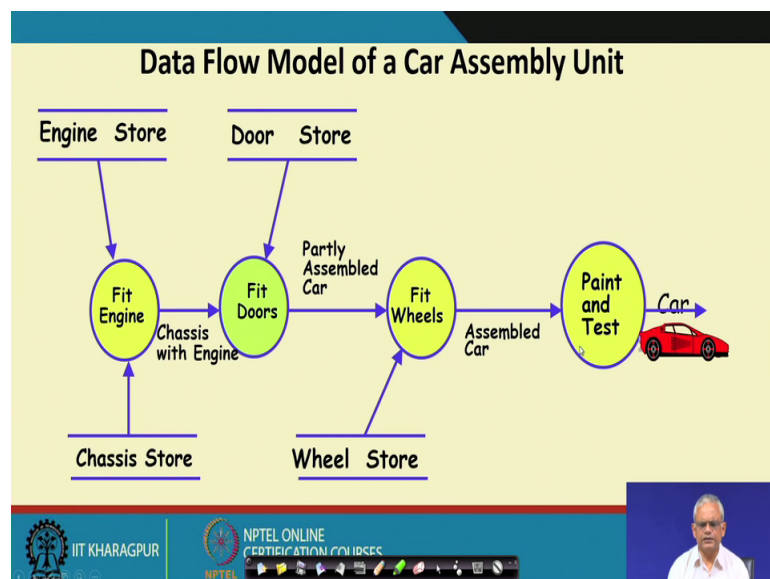 Data Flow Model of a Car Assembly Unit
Engine Store
Door Store
Partly
Assembled
Car
Fit
Engine
Fit
Doors
Fit
Wheels
Paint
and
Test
Car
Chassis
with Engine
Assembled
Car
Chassis Store
Wheel Store
IIT KHARAGPUR
NPTEL ONLINE
CERTIFICATION COURSES
NPTEL